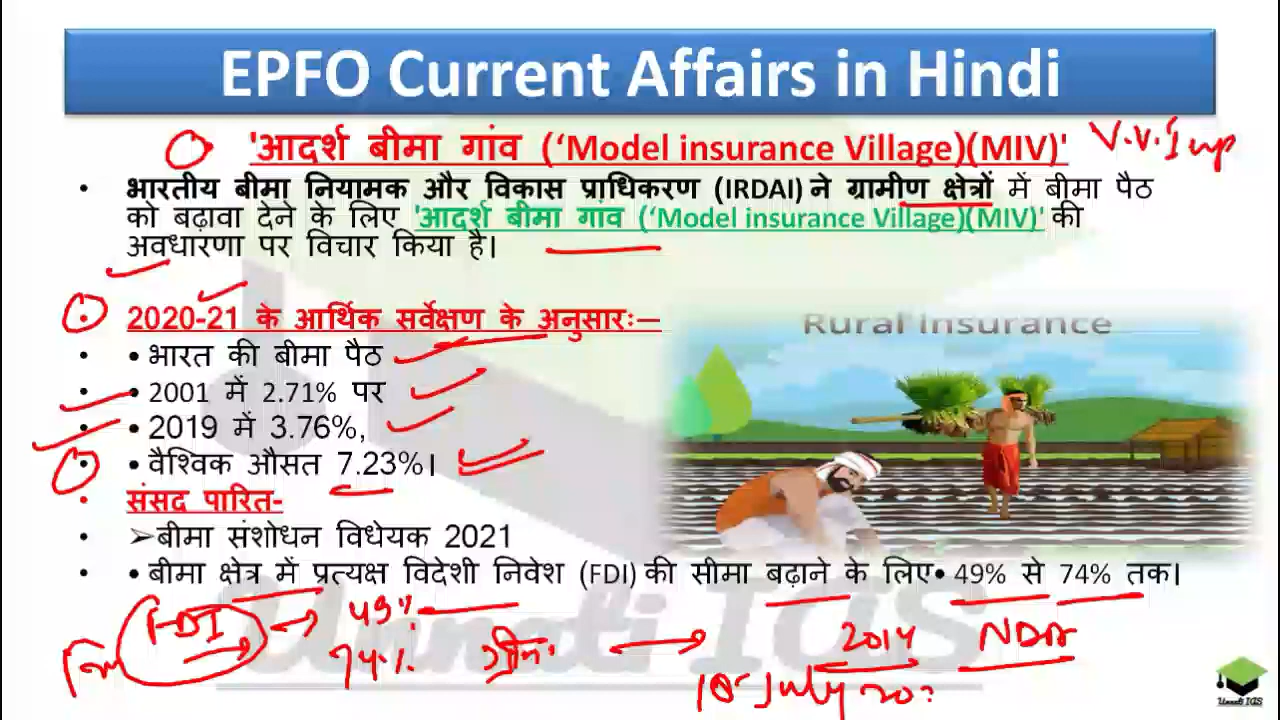 EPFO Current Affairs in Hindi
'आदर्श बीमा गांव (‘Model insurance Village)(MIV)'
V.V.Imp
• भारतीय बीमा नियामक और विकास प्राधिकरण (IRDAI) ने ग्रामीण क्षेत्रों में बीमा पैठ
को बढ़ावा देने के लिए 'आदर्श बीमा गांव (‘Model insurance Village)(MIV)' की
अवधारणा पर विचार किया है।
• 2020-21 के आर्थिक सर्वेक्षण के अनुसारः—
• • भारत की बीमा पैठ
• • 2001 में 2.71% पर
• • 2019 में 3.76%,
• • वैश्विक औसत 7.23%।
Rural Insurance
• संसद पारित-
• ➢बीमा संशोधन विधेयक 2021
• • बीमा क्षेत्र में प्रत्यक्ष विदेशी निवेश (FDI) की सीमा बढ़ाने के लिए• 49% से 74% तक।
FDI → 49%
74%
2014 NDA
July
Unnati IAS
Unnati IAS